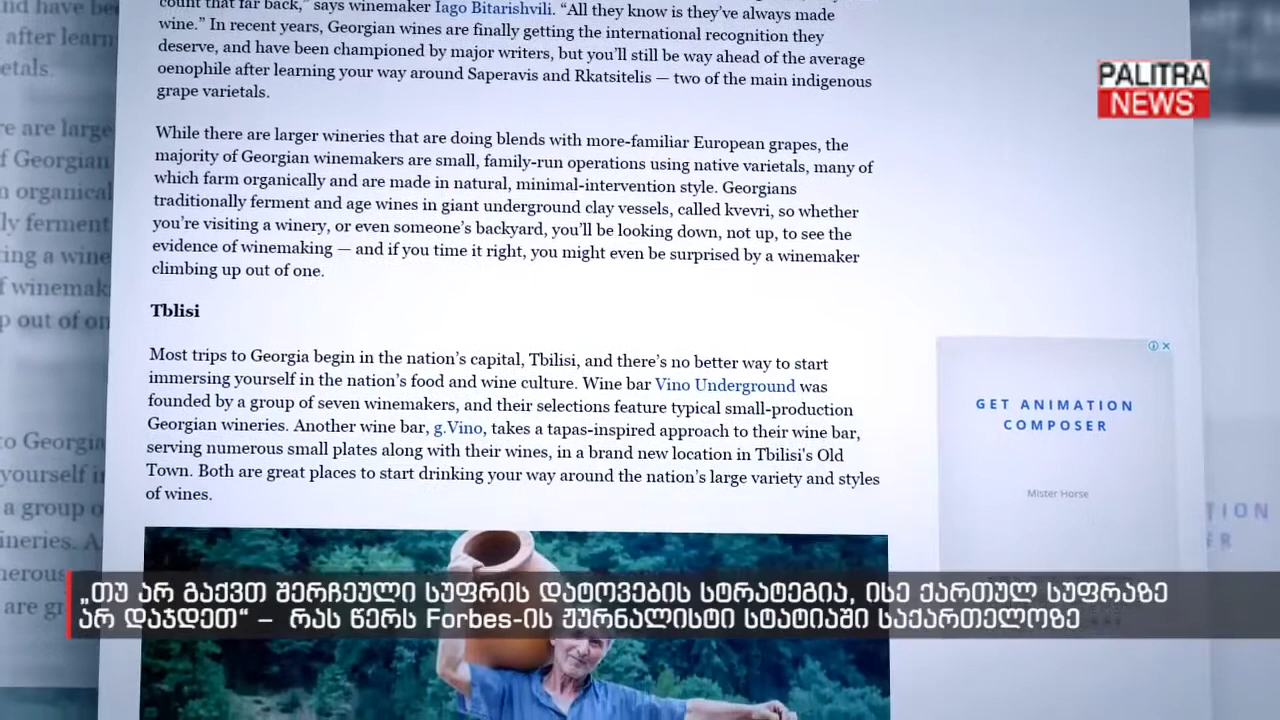 count that far back," says winemaker Iago Bitarishvili. “All they know is they’ve always made
wine.” In recent years, Georgian wines are finally getting the international recognition they
deserve, and have been championed by major writers, but you’ll still be way ahead of the average
oenophile after learning your way around Saperavis and Rkatsitelis — two of the main indigenous
grape varietals.
While there are larger wineries that are doing blends with more-familiar European grapes, the
majority of Georgian winemakers are small, family-run operations using native varietals, many of
which farm organically and are made in natural, minimal-intervention style. Georgians
traditionally ferment and age wines in giant underground clay vessels, called kvevri, so whether
you’re visiting a winery, or even someone’s backyard, you’ll be looking down, not up, to see the
evidence of winemaking — and if you time it right, you might even be surprised by a winemaker
climbing up out of one.
Tblisi
Most trips to Georgia begin in the nation’s capital, Tbilisi, and there’s no better way to start
immersing yourself in the nation’s food and wine culture. Wine bar Vino Underground was
founded by a group of seven winemakers, and their selections feature typical small-production
Georgian wineries. Another wine bar, g.Vino, takes a tapas-inspired approach to their wine bar,
serving numerous small plates along with their wines, in a brand new location in Tbilisi's Old
Town. Both are great places to start drinking your way around the nation’s large variety and styles
of wines.
PALITRA
NEWS
GET ANIMATION
COMPOSER
Mister Horse
„თუ არ გაქვთ შერჩეული სუფრის დატოვების სტრატეგია, ისე ქართულ სუფრაზე
არ დაჯდეთ“ – რას წერს Forbes-ის ჟურნალისტი სტატიაში საქართელოზე